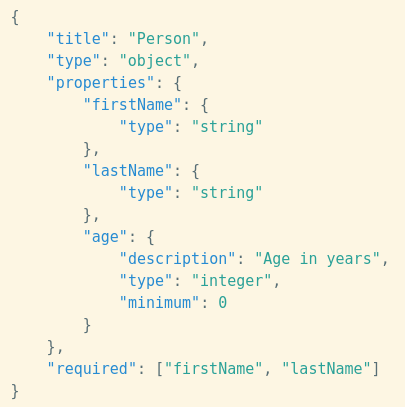 {
    "title": "Person",
    "type": "object",
    "properties": {
        "firstName": {
            "type": "string"
        },
        "lastName": {
            "type": "string"
        },
        "age": {
            "description": "Age in years",
            "type": "integer",
            "minimum": 0
        }
    },
    "required": ["firstName", "lastName"]
}